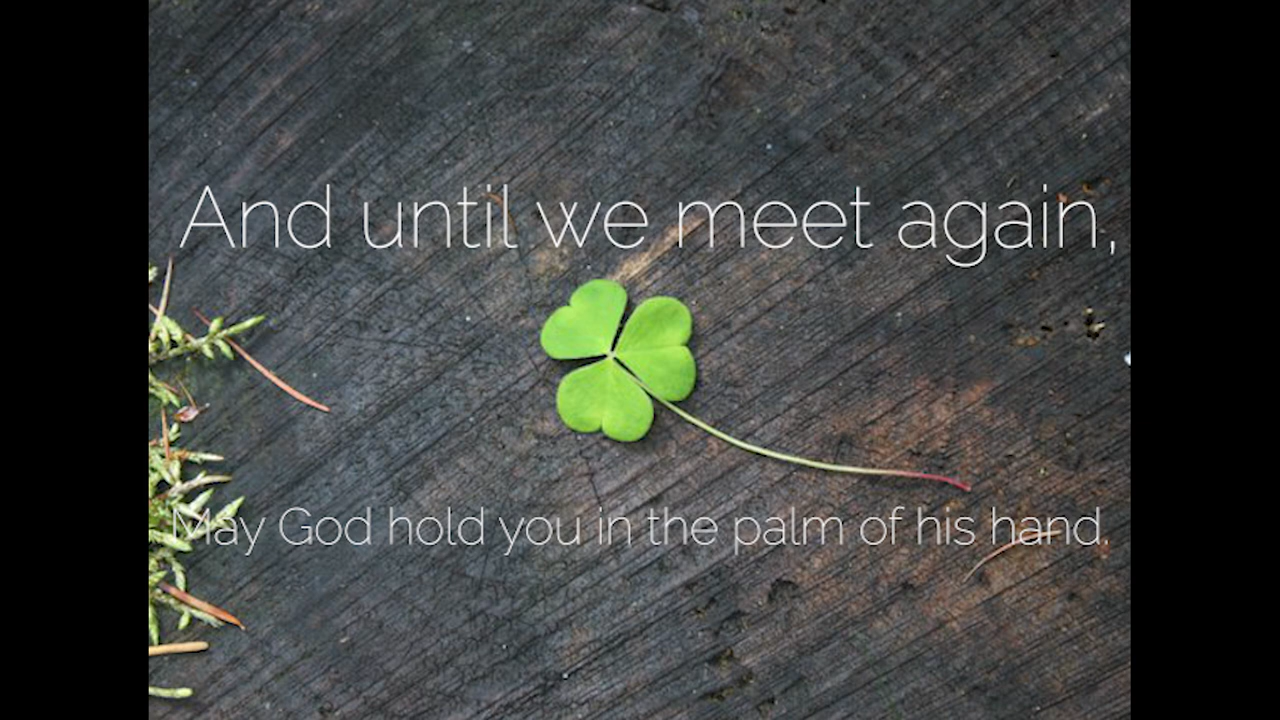 And until we meet again,
May God hold you in the palm of his hand.